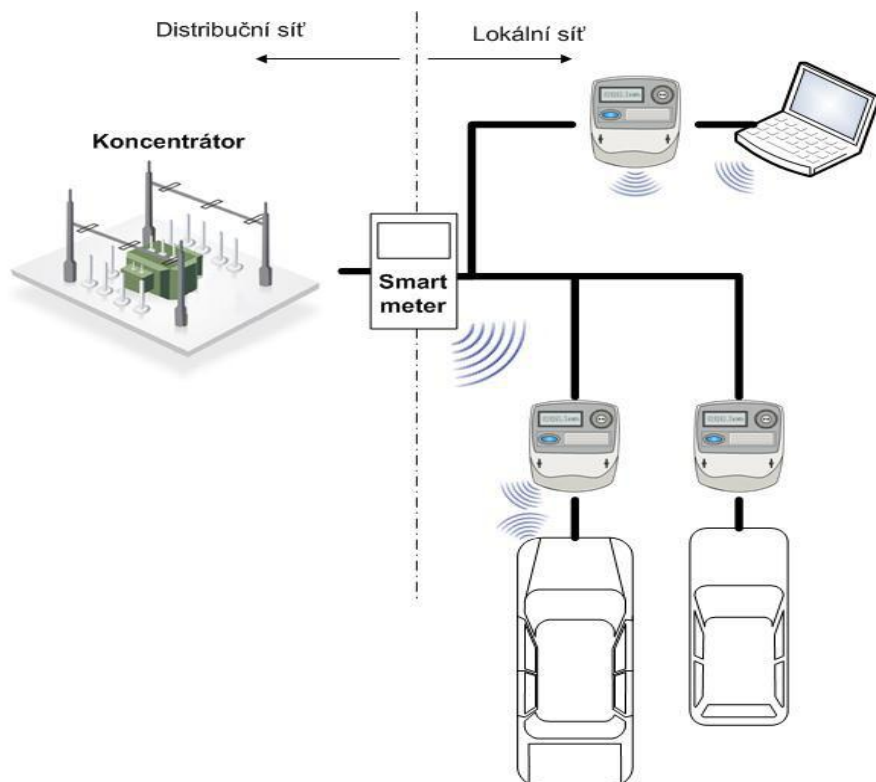 Distribuční síť
Lokální síť
Koncentrátor
Smart
meter